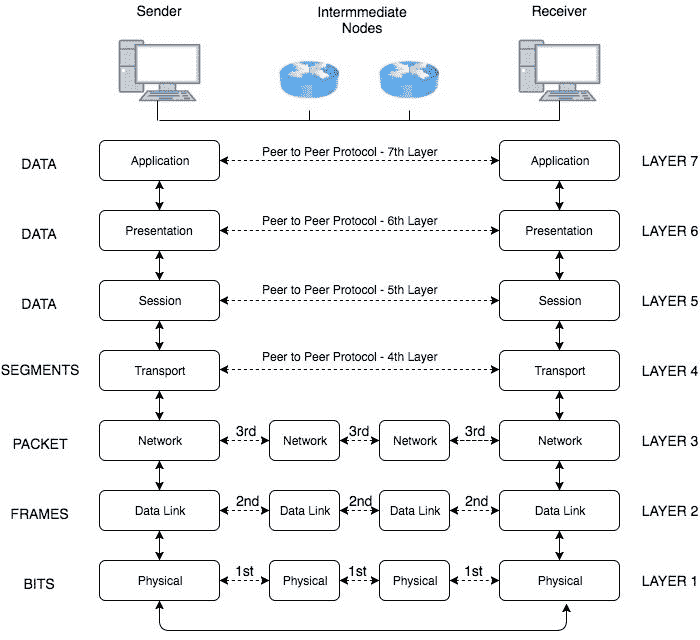 Sender
Intermmediate
Nodes
Receiver
DATA
Application
Peer to Peer Protocol - 7th Layer
Application
LAYER 7
DATA
Presentation
Peer to Peer Protocol - 6th Layer
Presentation
LAYER 6
DATA
Session
Peer to Peer Protocol - 5th Layer
Session
LAYER 5
SEGMENTS
Transport
Peer to Peer Protocol - 4th Layer
Transport
LAYER 4
PACKET
Network
3rd
Network
3rd
Network
3rd
Network
LAYER 3
FRAMES
Data Link
2nd
Data Link
2nd
Data Link
2nd
Data Link
LAYER 2
BITS
Physical
1st
Physical
1st
Physical
1st
Physical
LAYER 1